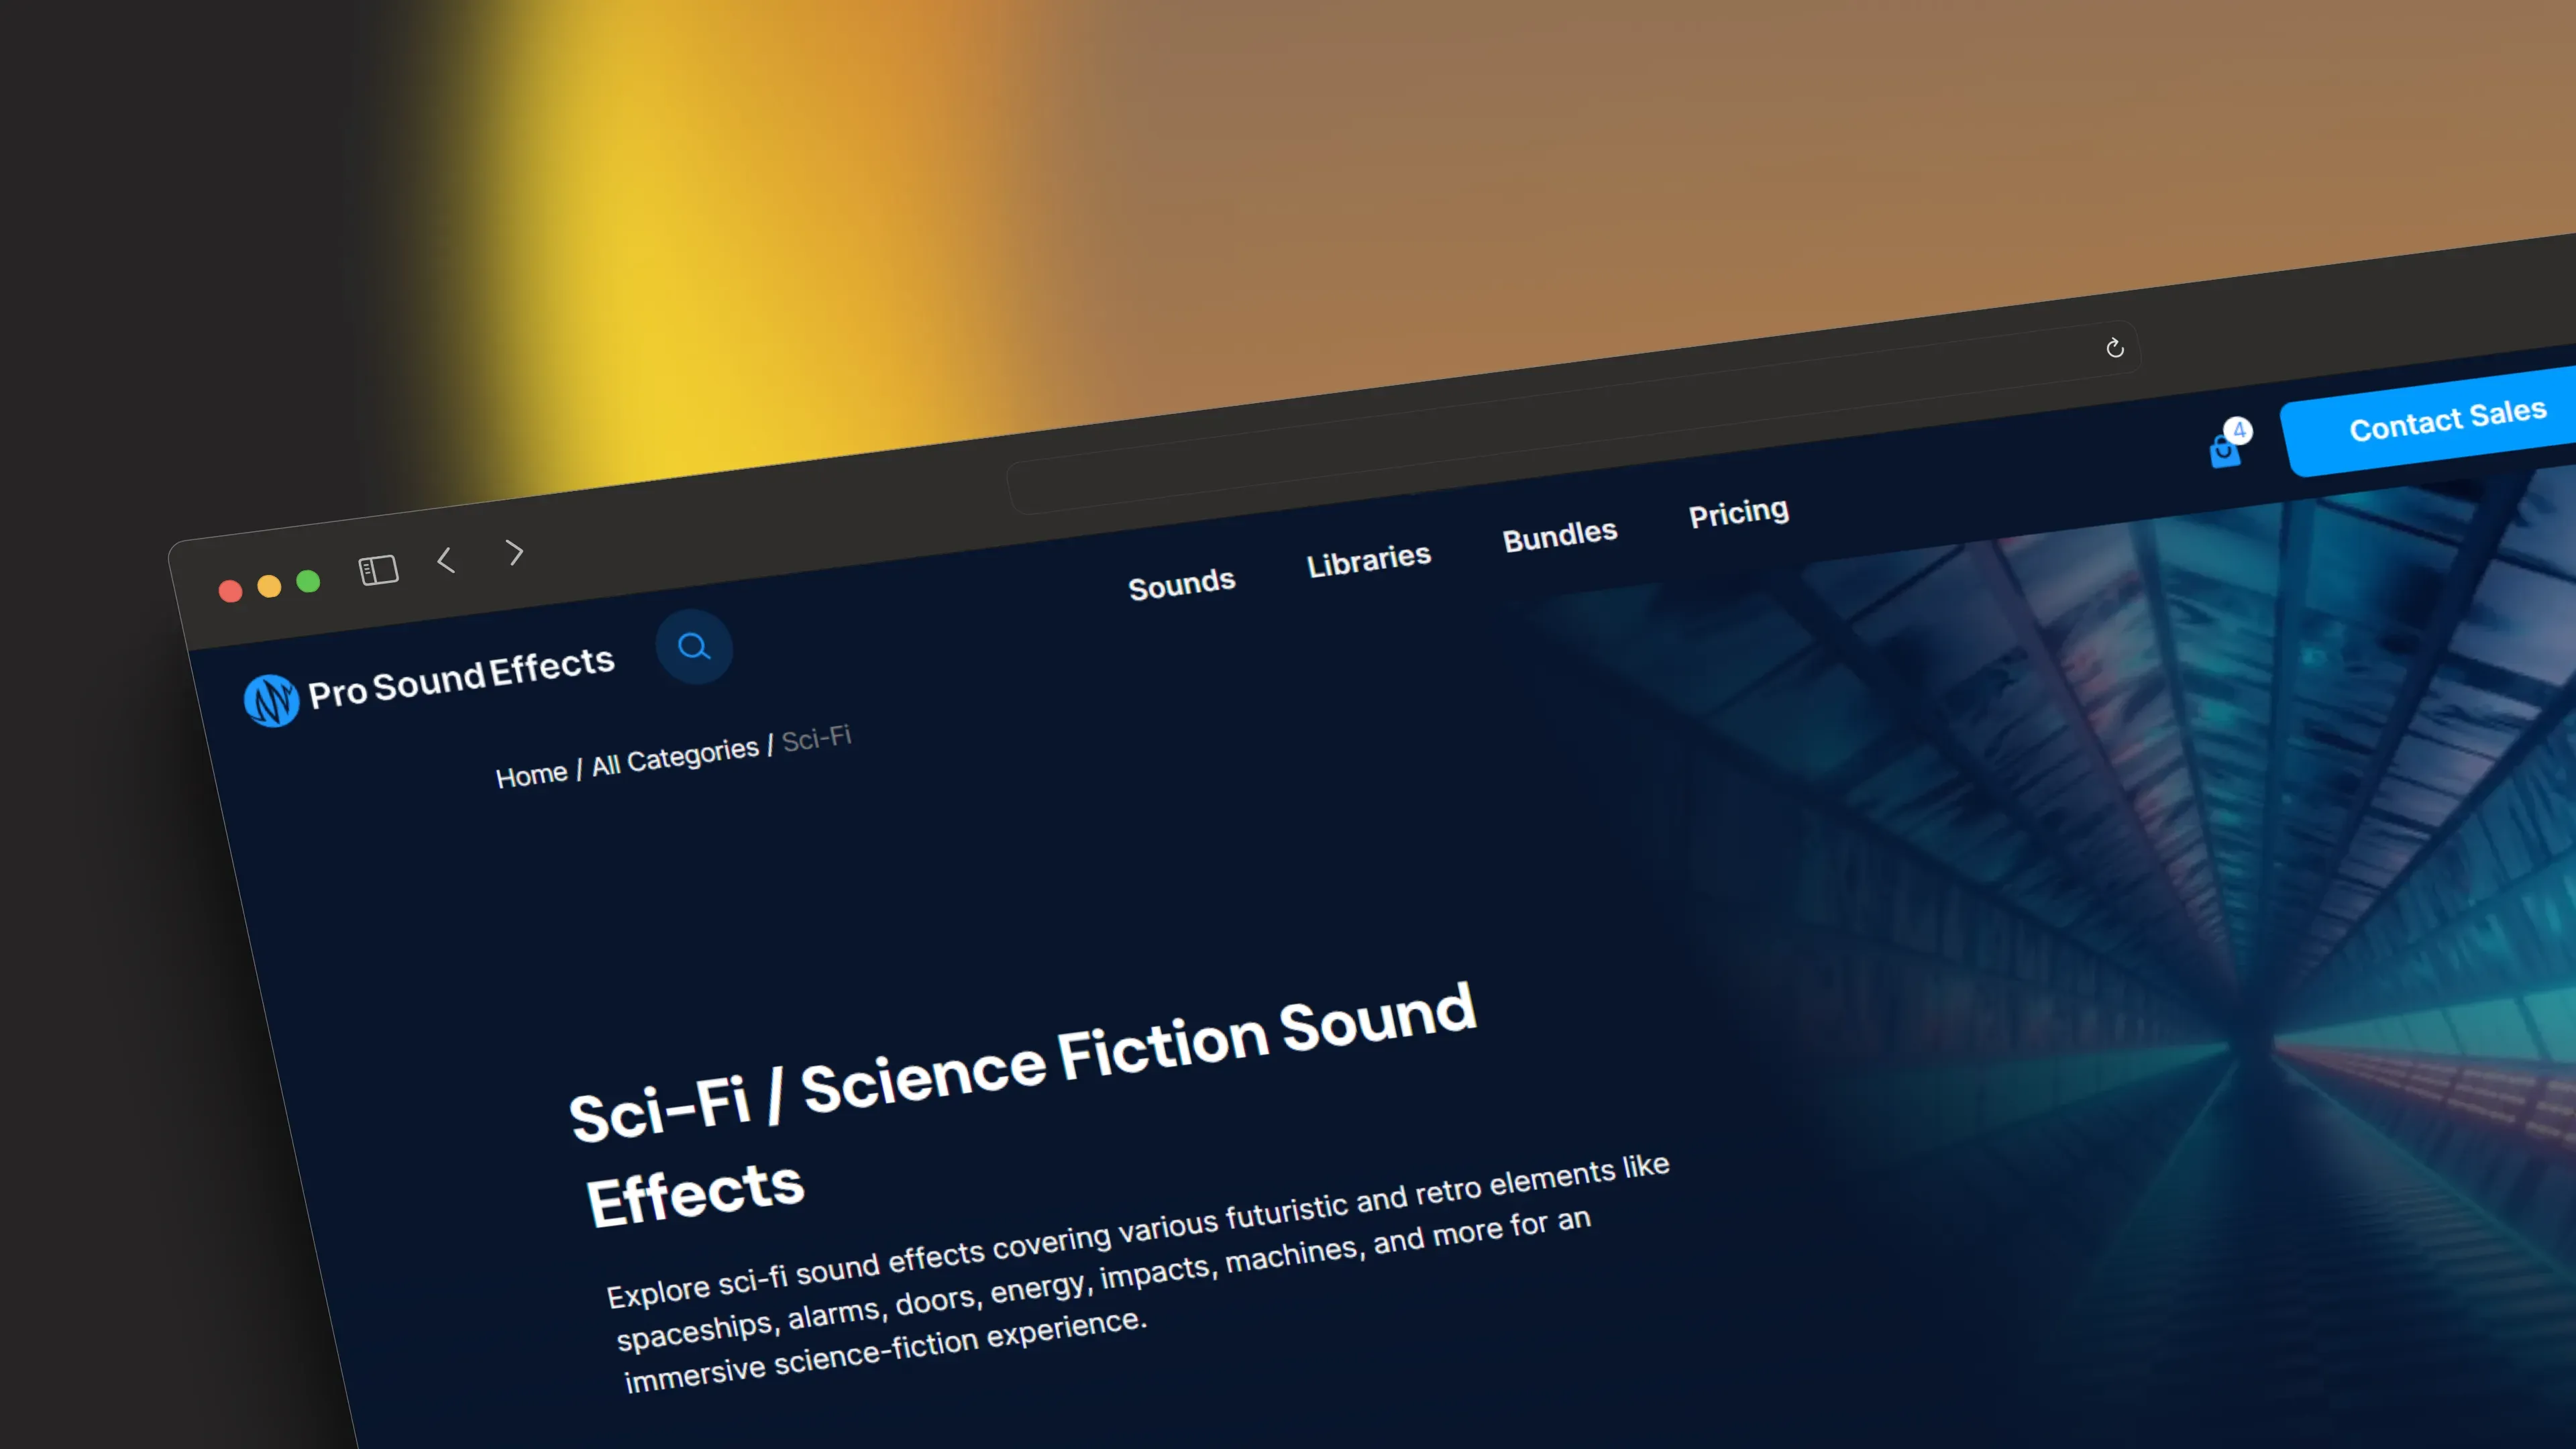 Pro Sound Effects
Sounds
Libraries
Bundles
Pricing
4
Contact Sales
Home / All Categories / Sci-Fi
Sci-Fi / Science Fiction Sound
Effects
Explore sci-fi sound effects covering various futuristic and retro elements like
spaceships, alarms, doors, energy, impacts, machines, and more for an
immersive science-fiction experience.